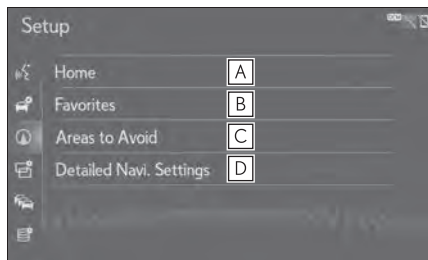 Setup
Home A
Favorites B
Areas to Avoid C
Detailed Navi. Settings D